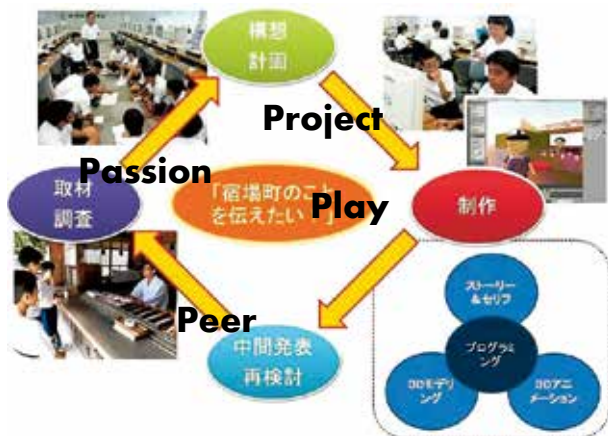 構想
計画
Project
Passion
取材
調査
「宿場町のこと
を伝えたい！」
Play
制作
Peer
中間発表
再検討
ストーリー
&セリフ
プログラミ
ング
3Dモデリ
ング
3Dアニ
メーション